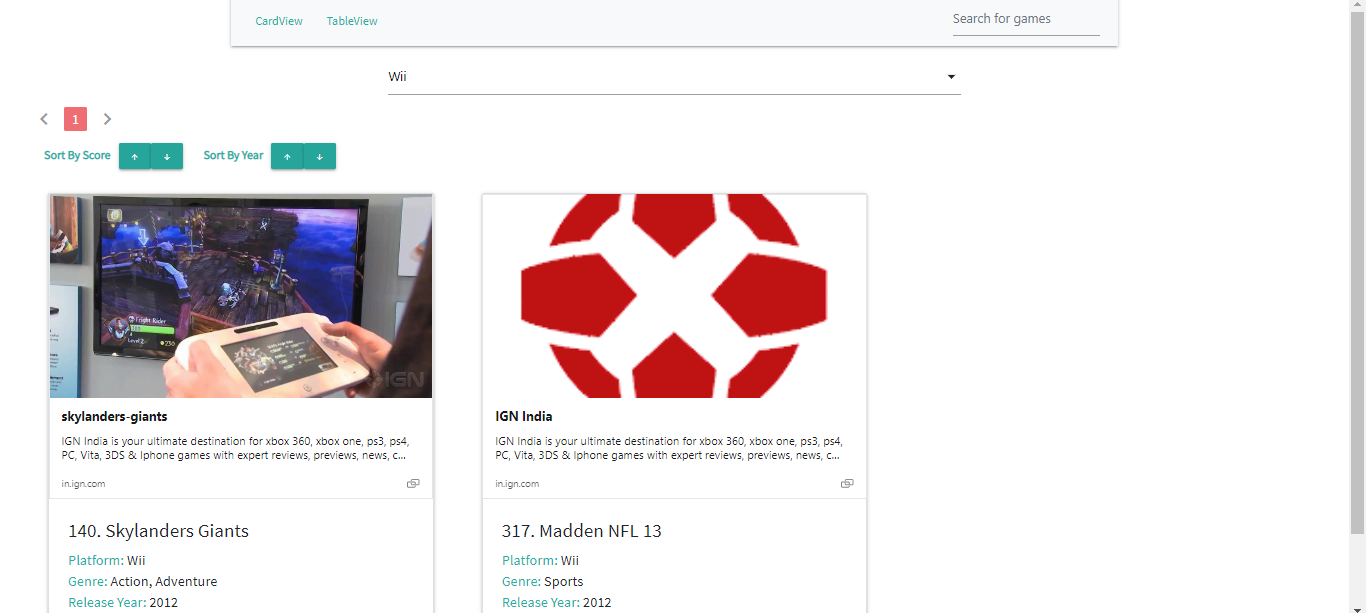 CardView TableView Search for games
Wii
1
Sort By Score ↑ ↓ Sort By Year ↑ ↓
Fright Rider
Level 2 230
IGN
skylanders-giants
IGN India is your ultimate destination for xbox 360, xbox one, ps3, ps4,
PC, Vita, 3DS & Iphone games with expert reviews, previews, news, c...
in.ign.com
140. Skylanders Giants
Platform: Wii
Genre: Action, Adventure
Release Year: 2012
IGN India
IGN India is your ultimate destination for xbox 360, xbox one, ps3, ps4,
PC, Vita, 3DS & Iphone games with expert reviews, previews, news, c...
in.ign.com
317. Madden NFL 13
Platform: Wii
Genre: Sports
Release Year: 2012